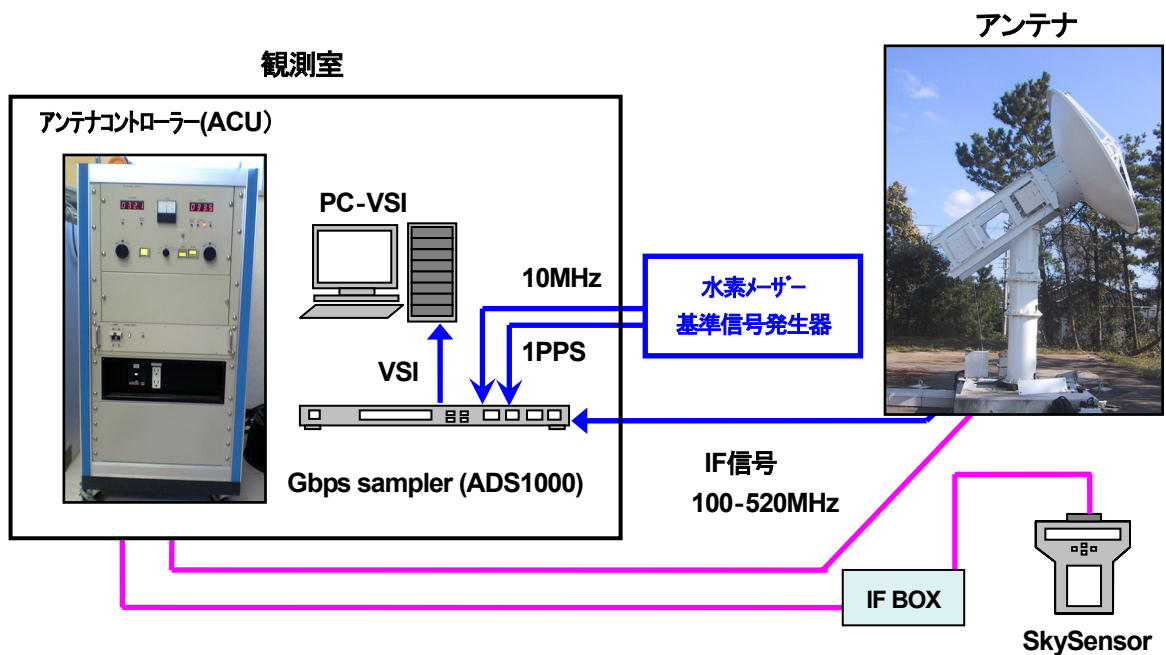 アンテナ
観測室
アンテナコントローラー(ACU）
PC-VSI
10MHz
水素メーザー
基準信号発生器
1PPS
VSI
Gbps sampler (ADS1000)
IF信号
100-520MHz
IF BOX
SkySensor